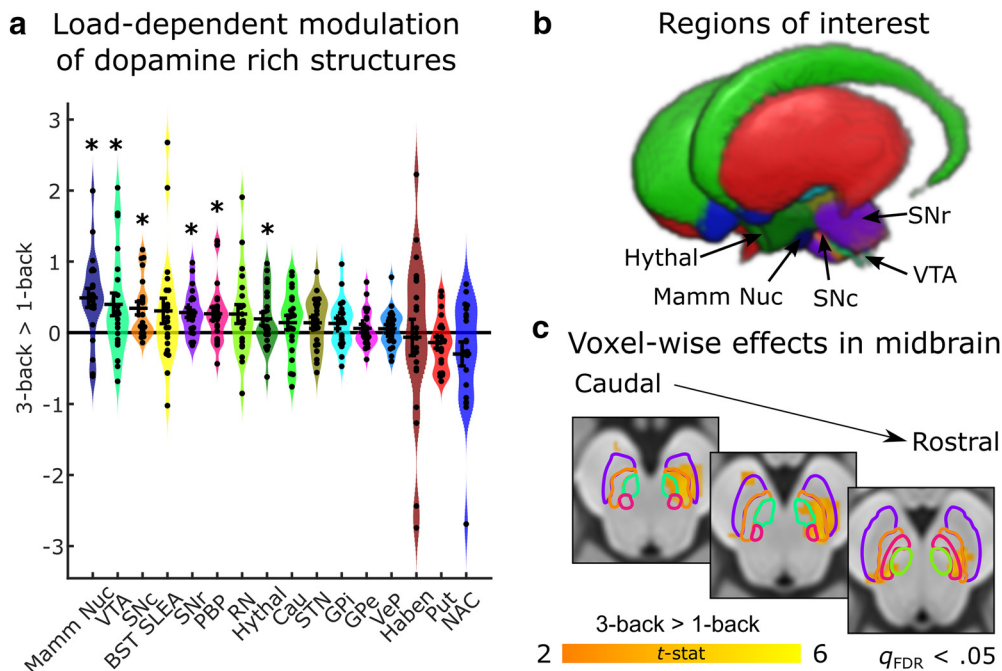 a Load-dependent modulation
of dopamine rich structures
3-back > 1-back
3
2
1
0
-1
-2
-3
* * * * * *
Mamm Nuc
VTA
SNc
BST SLEA
SNr
PBP
RN
Hythal
Cau
STN
GPi
GPe
VeP
Haben
Put
NAC
b Regions of interest
SNr
Hythal
VTA
Mamm Nuc
SNc
c Voxel-wise effects in midbrain
Caudal
Rostral
3-back > 1-back
2 t-stat 6 qFDR < .05